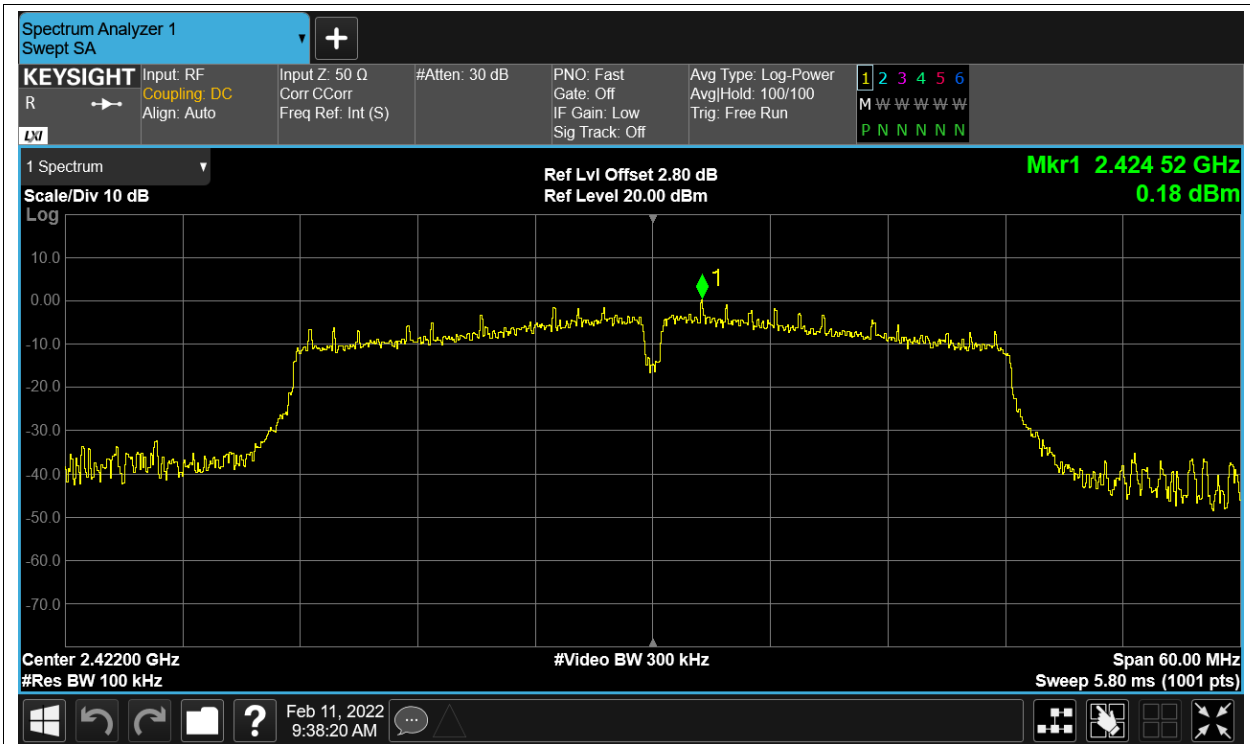 Spectrum Analyzer 1
Swept SA
KEYSIGHT
R
LXI
Input: RF
Coupling: DC
Align: Auto
Input Z: 50 Ω
Corr CCorr
Freq Ref: Int (S)
#Atten: 30 dB
PNO: Fast
Gate: Off
IF Gain: Low
Sig Track: Off
Avg Type: Log-Power
Avg|Hold: 100/100
Trig: Free Run
1 2 3 4 5 6
M W W W W W
P N N N N N
1 Spectrum
Scale/Div 10 dB
Log
Ref Lvl Offset 2.80 dB
Ref Level 20.00 dBm
Mkr1 2.424 52 GHz
0.18 dBm
1
10.0
0.00
-10.0
-20.0
-30.0
-40.0
-50.0
-60.0
-70.0
Center 2.42200 GHz
#Res BW 100 kHz
#Video BW 300 kHz
Span 60.00 MHz
Sweep 5.80 ms (1001 pts)
?
Feb 11, 2022
9:38:20 AM